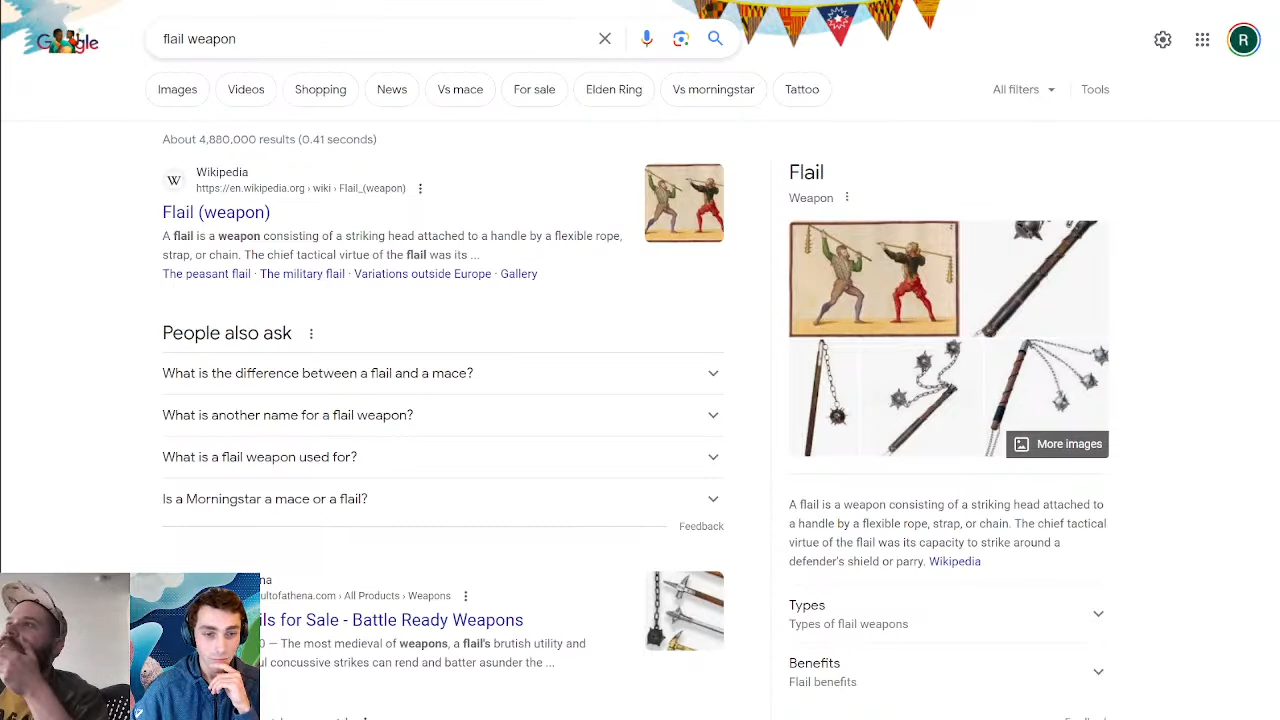 Google
flail weapon
R
Images
Videos
Shopping
News
Vs mace
For sale
Elden Ring
Vs morningstar
Tattoo
All filters
Tools
About 4,880,000 results (0.41 seconds)
W
Wikipedia
https://en.wikipedia.org › wiki › Flail_(weapon)
Flail (weapon)
A flail is a weapon consisting of a striking head attached to a handle by a flexible rope,
strap, or chain. The chief tactical virtue of the flail was its ...
The peasant flail · The military flail · Variations outside Europe · Gallery
People also ask
What is the difference between a flail and a mace?
What is another name for a flail weapon?
What is a flail weapon used for?
Is a Morningstar a mace or a flail?
Feedback
na
ultofathena.com › All Products › Weapons
ils for Sale - Battle Ready Weapons
0 — The most medieval of weapons, a flail's brutish utility and
ul concussive strikes can rend and batter asunder the ...
Flail
Weapon
More images
A flail is a weapon consisting of a striking head attached to
a handle by a flexible rope, strap, or chain. The chief tactical
virtue of the flail was its capacity to strike around a
defender's shield or parry. Wikipedia
Types
Types of flail weapons
Benefits
Flail benefits